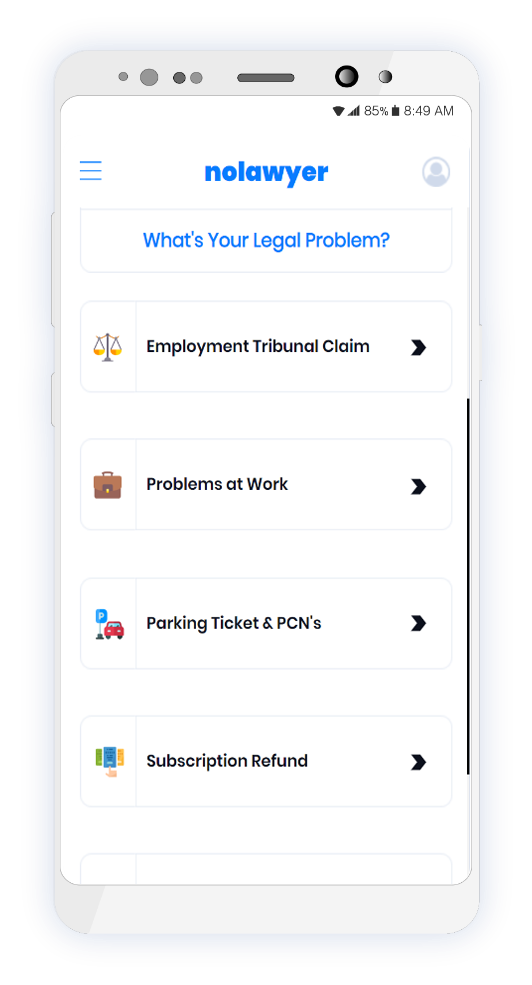 85% 8:49 AM
nolawyer
What's Your Legal Problem?
Employment Tribunal Claim
Problems at Work
P
Parking Ticket & PCN's
Subscription Refund